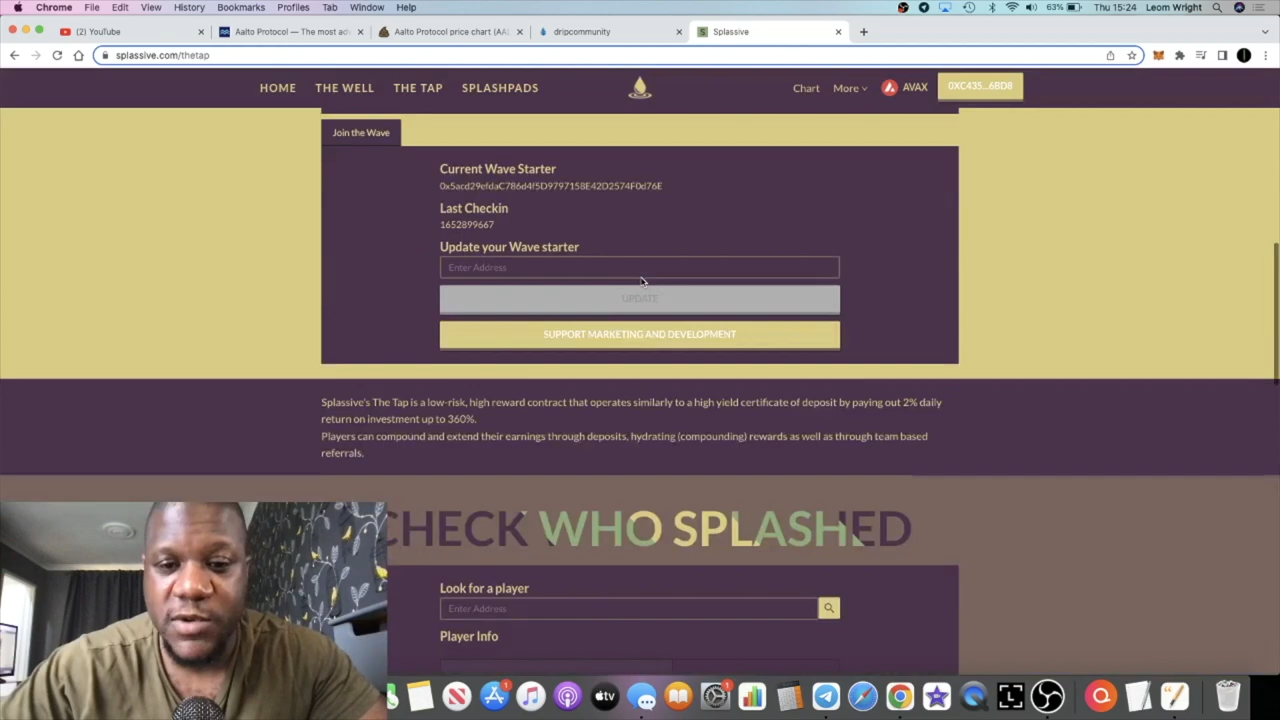 Chrome File Edit View History Bookmarks Profiles Tab Window Help 63% Thu 15:24 Leom Wright
YouTube Aalto Protocol — The most ad Aalto Protocol price chart (AAL dripcommunity Splassive
splassive.com/thetap
HOME THE WELL THE TAP SPLASHPADS Chart More AVAX 0XC435...6BD8
Join the Wave
Current Wave Starter
0x5acd29efdaC786d4f5D9797158E42D2574F0d76E
Last Checkin
1652899667
Update your Wave starter
Enter Address
UPDATE
SUPPORT MARKETING AND DEVELOPMENT
Splassive's The Tap is a low-risk, high reward contract that operates similarly to a high yield certificate of deposit by paying out 2% daily
return on investment up to 360%.
Players can compound and extend their earnings through deposits, hydrating (compounding) rewards as well as through team based
referrals.
CHECK WHO SPLASHED
Look for a player
Enter Address
Player Info
tv